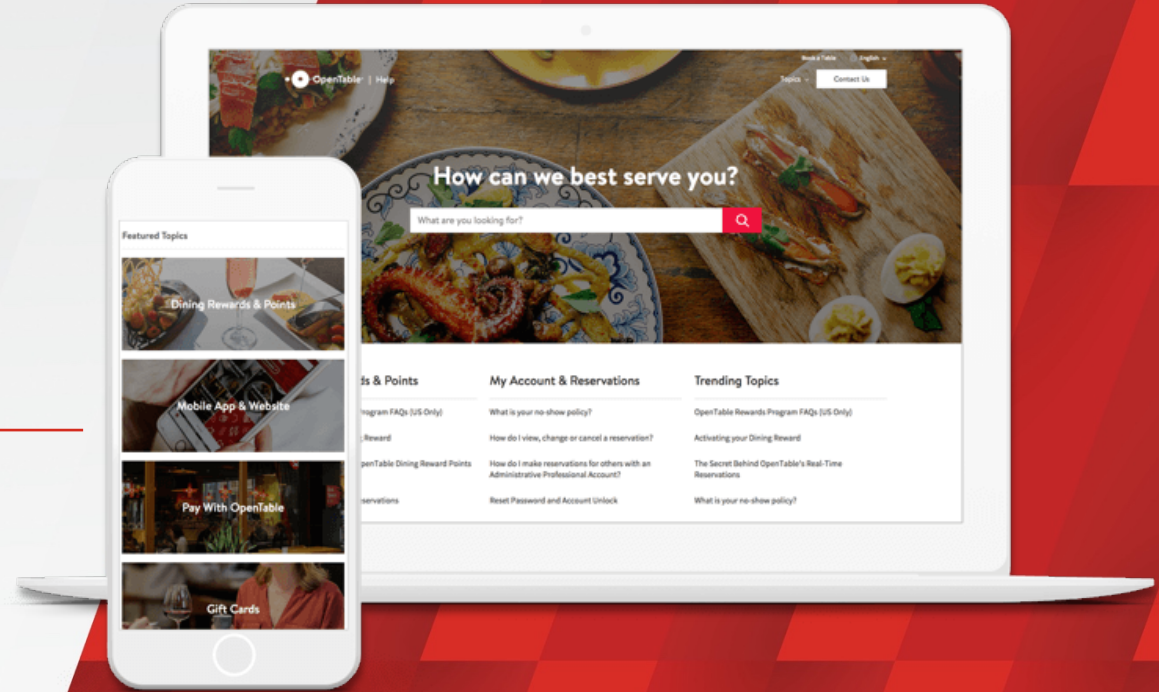 Book a Table English
OpenTable | Help
Topics Contact Us
How can we best serve you?
What are you looking for?
Featured Topics
Dining Rewards & Points
Mobile App & Website
Pay With OpenTable
Gift Cards
& Points
Program FAQs (US Only)
Reward
OpenTable Dining Reward Points
My Account & Reservations
What is your no-show policy?
How do I view, change or cancel a reservation?
How do I make reservations for others with an
Administrative Professional Account?
Reset Password and Account Unlock
Trending Topics
OpenTable Rewards Program FAQs (US Only)
Activating your Dining Reward
The Secret Behind OpenTable's Real-Time
Reservations
What is your no-show policy?